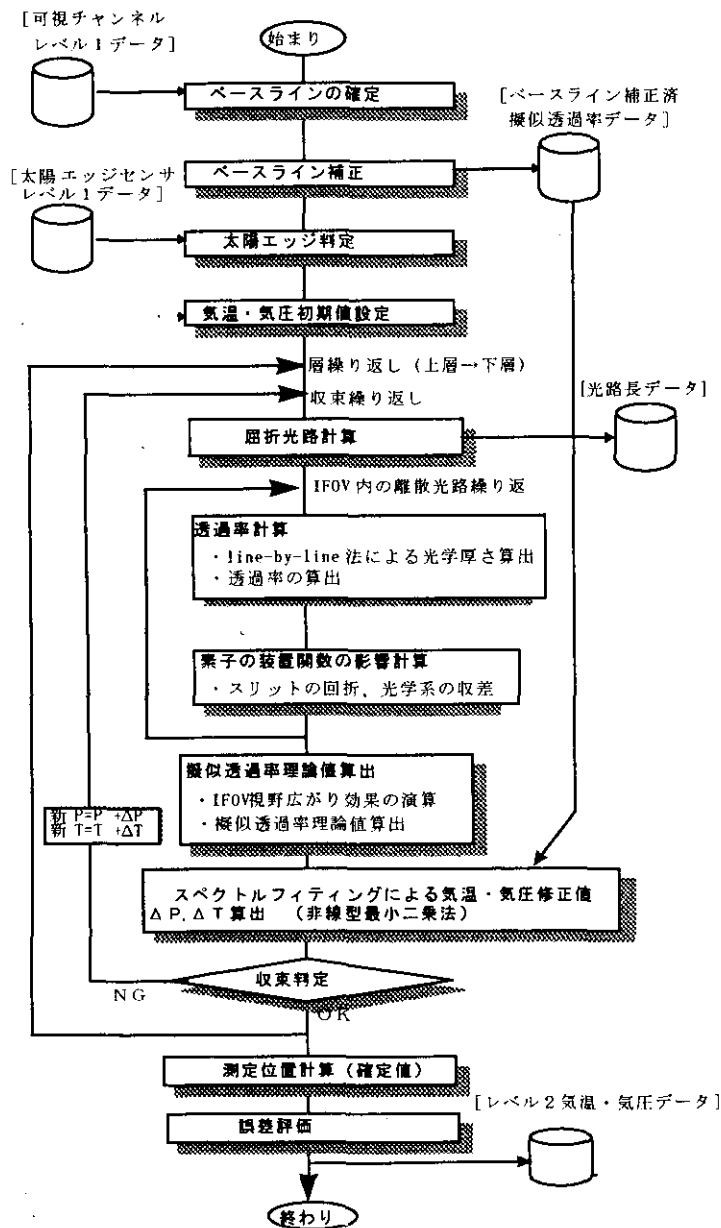 [可視チャンネル
レベル1データ]
始まり
ベースラインの確定
[ベースライン補正済
擬似透過率データ]
ベースライン補正
[太陽エッジセンサ
レベル1データ]
太陽エッジ判定
気温・気圧初期値設定
層繰り返し（上層→下層）
収束繰り返し
[光路長データ]
屈折光路計算
IFOV内の離散光路繰り返
透過率計算
・line-by-line法による光学厚さ算出
・透過率の算出
素子の装置関数の影響計算
・スリットの回折、光学系の収差
擬似透過率理論値算出
・IFOV視野広がり効果の演算
・擬似透過率理論値算出
新 P=P +ΔP
新 T=T +ΔT
スペクトルフィティングによる気温・気圧修正値
ΔP,ΔT算出 （非線型最小二乗法）
収束判定
NG
OK
測定位置計算（確定値）
[レベル2気温・気圧データ]
誤差評価
終わり